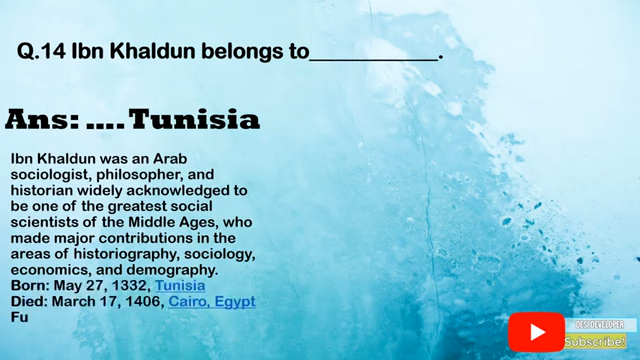 Q.14 Ibn Khaldun belongs to____________.
Ans: .... Tunisia
Ibn Khaldun was an Arab
sociologist, philosopher, and
historian widely acknowledged to
be one of the greatest social
scientists of the Middle Ages, who
made major contributions in the
areas of historiography, sociology,
economics, and demography.
Born: May 27, 1332, Tunisia
Died: March 17, 1406, Cairo, Egypt
Fu
DESI DEVELOPER
Subscribe!